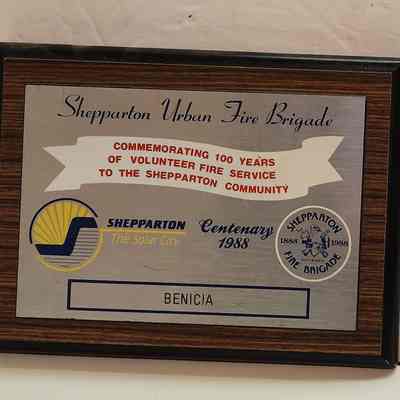 Shepparton Urban Fire Brigade
COMMEMORATING 100 YEARS
OF VOLUNTEER FIRE SERVICE
TO THE SHEPPARTON COMMUNITY
SHEPPARTON
The Solar City
Centenary
1988
SHEPPARTON
1888 1988
FIRE BRIGADE
BENICIA